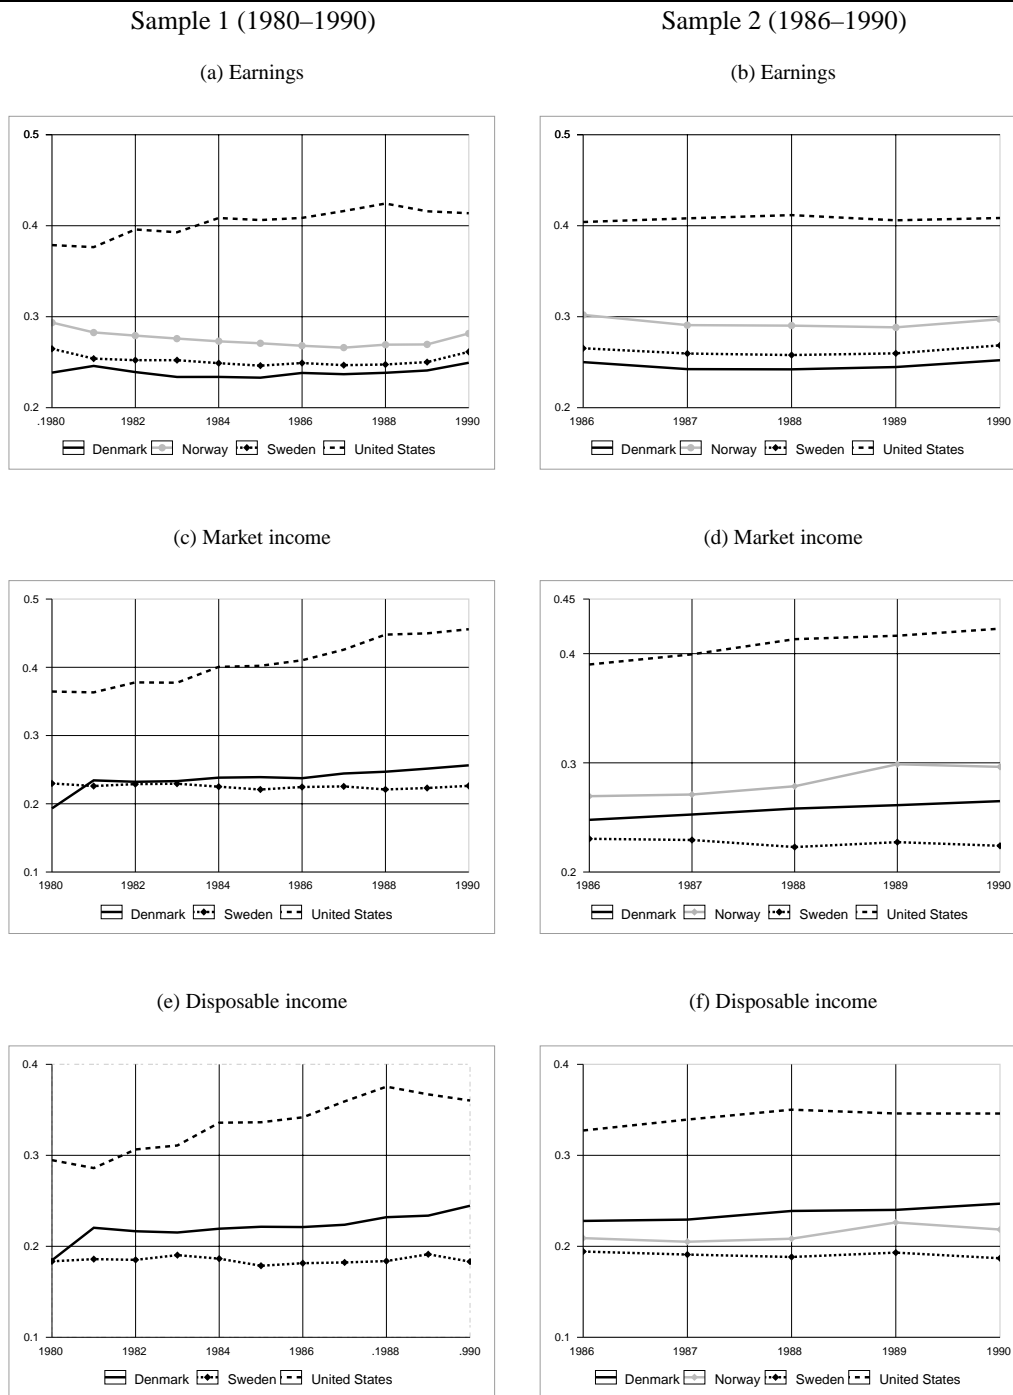 Sample 1 (1980–1990) Sample 2 (1986–1990)
(a) Earnings (b) Earnings
0.5
0.4
0.3
0.2
.1980 1982 1984 1986 1988 1990
Denmark Norway Sweden United States
0.5
0.4
0.3
0.2
1986 1987 1988 1989 1990
Denmark Norway Sweden United States
(c) Market income (d) Market income
0.5
0.4
0.3
0.2
0.1
1980 1982 1984 1986 1988 1990
Denmark Sweden United States
0.45
0.4
0.3
0.2
1986 1987 1988 1989 1990
Denmark Norway Sweden United States
(e) Disposable income (f) Disposable income
0.4
0.3
0.2
0.1
1980 1982 1984 1986 .1988 .990
Denmark Sweden United States
0.4
0.3
0.2
0.1
1986 1987 1988 1989 1990
Denmark Norway Sweden United States